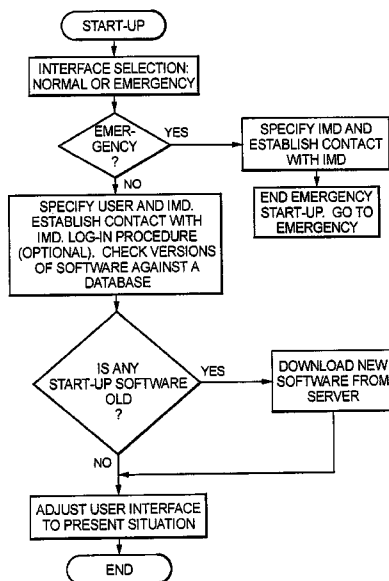 START-UP
INTERFACE SELECTION:
NORMAL OR EMERGENCY
EMER-
GENCY
?
YES
SPECIFY IMD AND
ESTABLISH CONTACT
WITH IMD
NO
END EMERGENCY
START-UP. GO TO
EMERGENCY
SPECIFY USER AND IMD.
ESTABLISH CONTACT WITH
IMD. LOG-IN PROCEDURE
(OPTIONAL). CHECK VERSIONS
OF SOFTWARE AGAINST A
DATABASE
IS ANY
START-UP SOFTWARE
OLD
?
YES
DOWNLOAD NEW
SOFTWARE FROM
SERVER
NO
ADJUST USER INTERFACE
TO PRESENT SITUATION
END